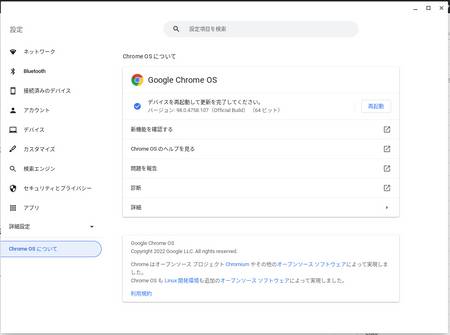 設定
設定項目を検索
ネットワーク
Bluetooth
接続済みのデバイス
アカウント
デバイス
カスタマイズ
検索エンジン
セキュリティとプライバシー
アプリ
詳細設定
Chrome OS について
Chrome OS について
Google Chrome OS
デバイスを再起動して更新を完了してください。
バージョン: 98.0.4758.107（Official Build）（64 ビット）
再起動
新機能を確認する
Chrome OS のヘルプを見る
問題を報告
診断
詳細
Google Chrome OS
Copyright 2022 Google LLC. All rights reserved.
Chrome はオープンソース プロジェクト Chromium やその他のオープンソース ソフトウェアによって実現しま
した。
Chrome OS も Linux 開発環境も追加のオープンソース ソフトウェアによって実現しました。
利用規約